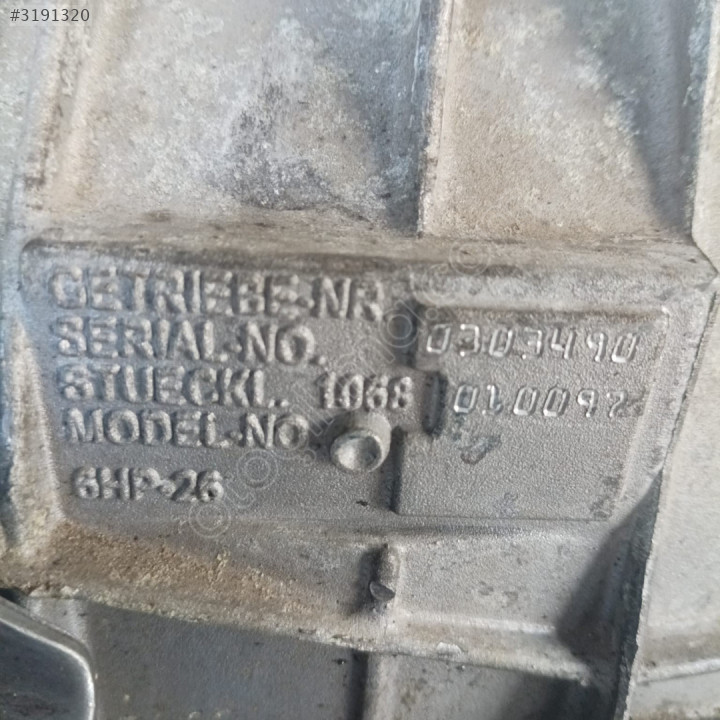 #3191320
GETRIEBE-NR.
SERIAL-NO. 0303490
STUECKL. 1068 010097
MODEL-NO.
6HP-26